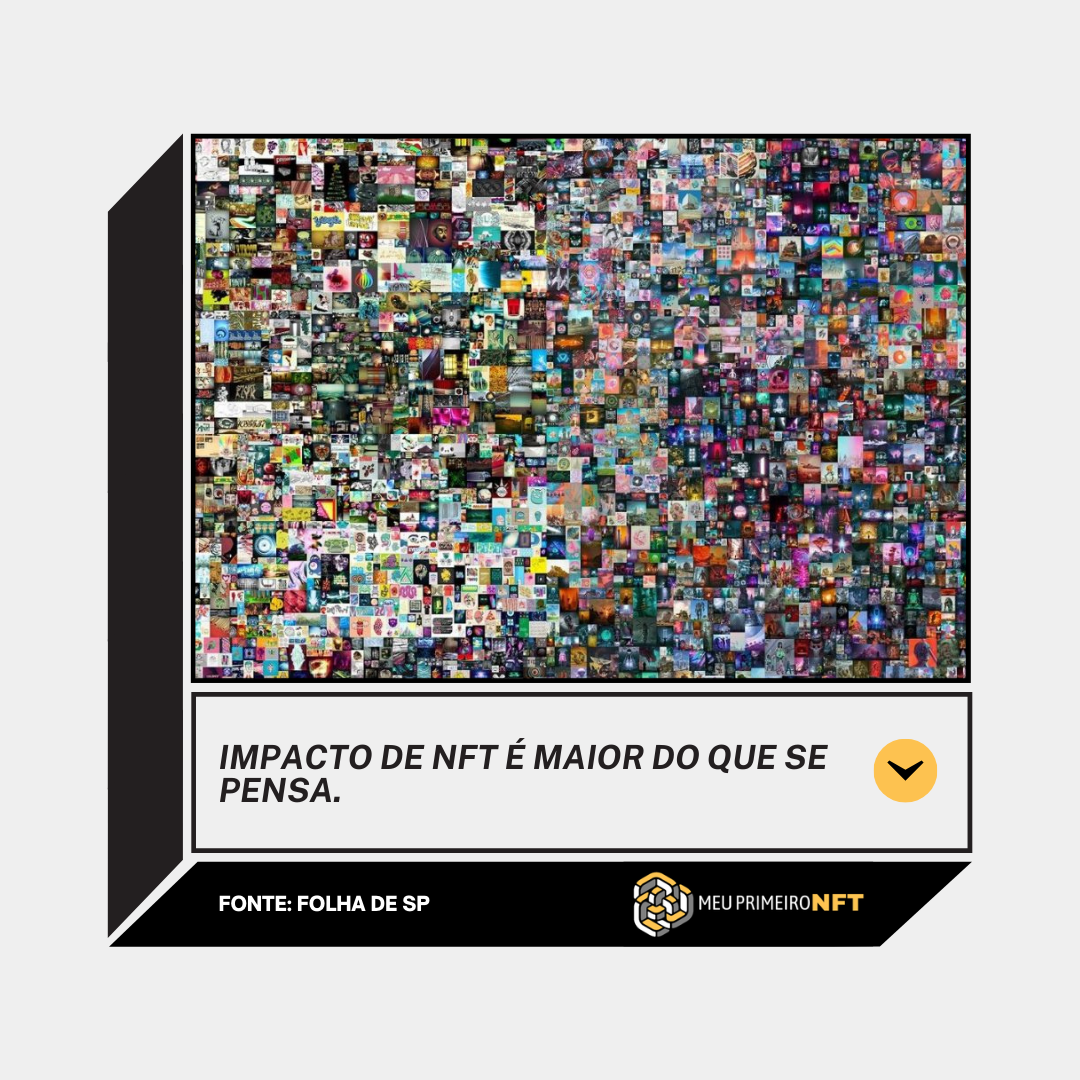 IMPACTO DE NFT É MAIOR DO QUE SE
PENSA.
FONTE: FOLHA DE SP
MEU PRIMEIRONFT